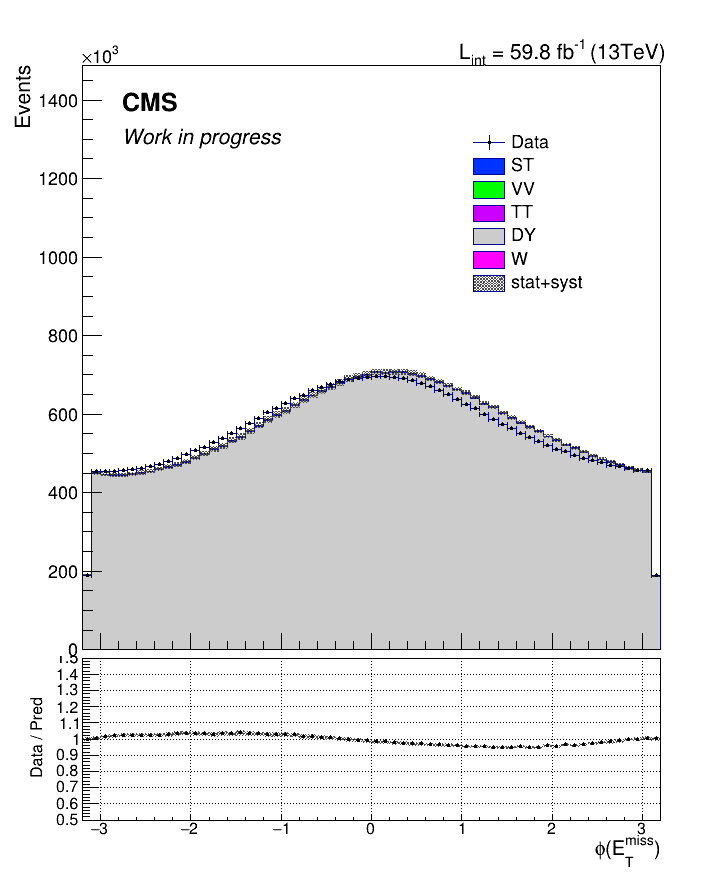 ×10³
L_int = 59.8 fb⁻¹ (13TeV)
Events
CMS
Work in progress
Data
ST
VV
TT
DY
W
stat+syst
1400
1200
1000
800
600
400
200
0
Data / Pred
1.5
1.4
1.3
1.2
1.1
1
0.9
0.8
0.7
0.6
0.5
−3 −2 −1 0 1 2 3
ϕ(E_T^miss)